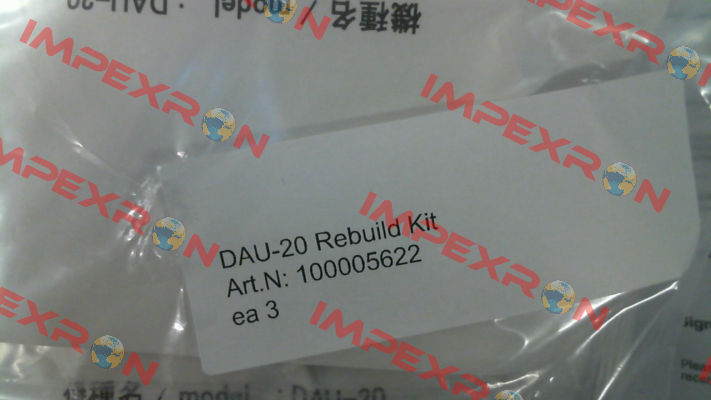 機種名 / model : DAU-20
IMPEXRON
IMPEXRON
IMPEXRON
IMPEXRON
DAU-20 Rebuild Kit
Art.N: 100005622
ea 3
IMPEXRON
IMPEXRON
機種名 / model : DAU-20